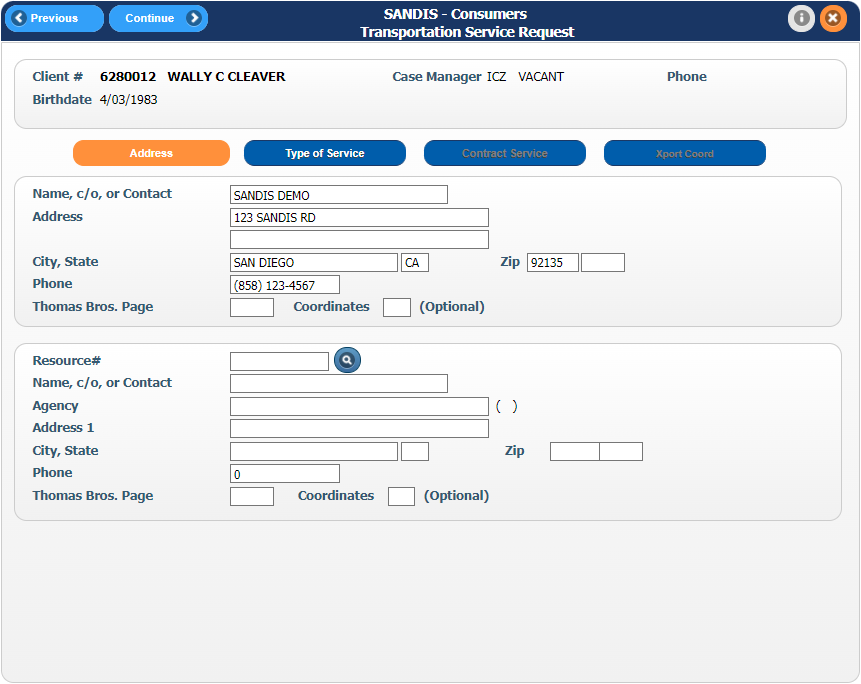 Previous Continue SANDIS - Consumers
Transportation Service Request
Client # 6280012 WALLY C CLEAVER Case Manager ICZ VACANT Phone
Birthdate 4/03/1983
Address Type of Service Contract Service Xport Coord
Name, c/o, or Contact SANDIS DEMO
Address 123 SANDIS RD
City, State SAN DIEGO CA Zip 92135
Phone (858) 123-4567
Thomas Bros. Page Coordinates (Optional)
Resource#
Name, c/o, or Contact
Agency ( )
Address 1
City, State Zip
Phone 0
Thomas Bros. Page Coordinates (Optional)